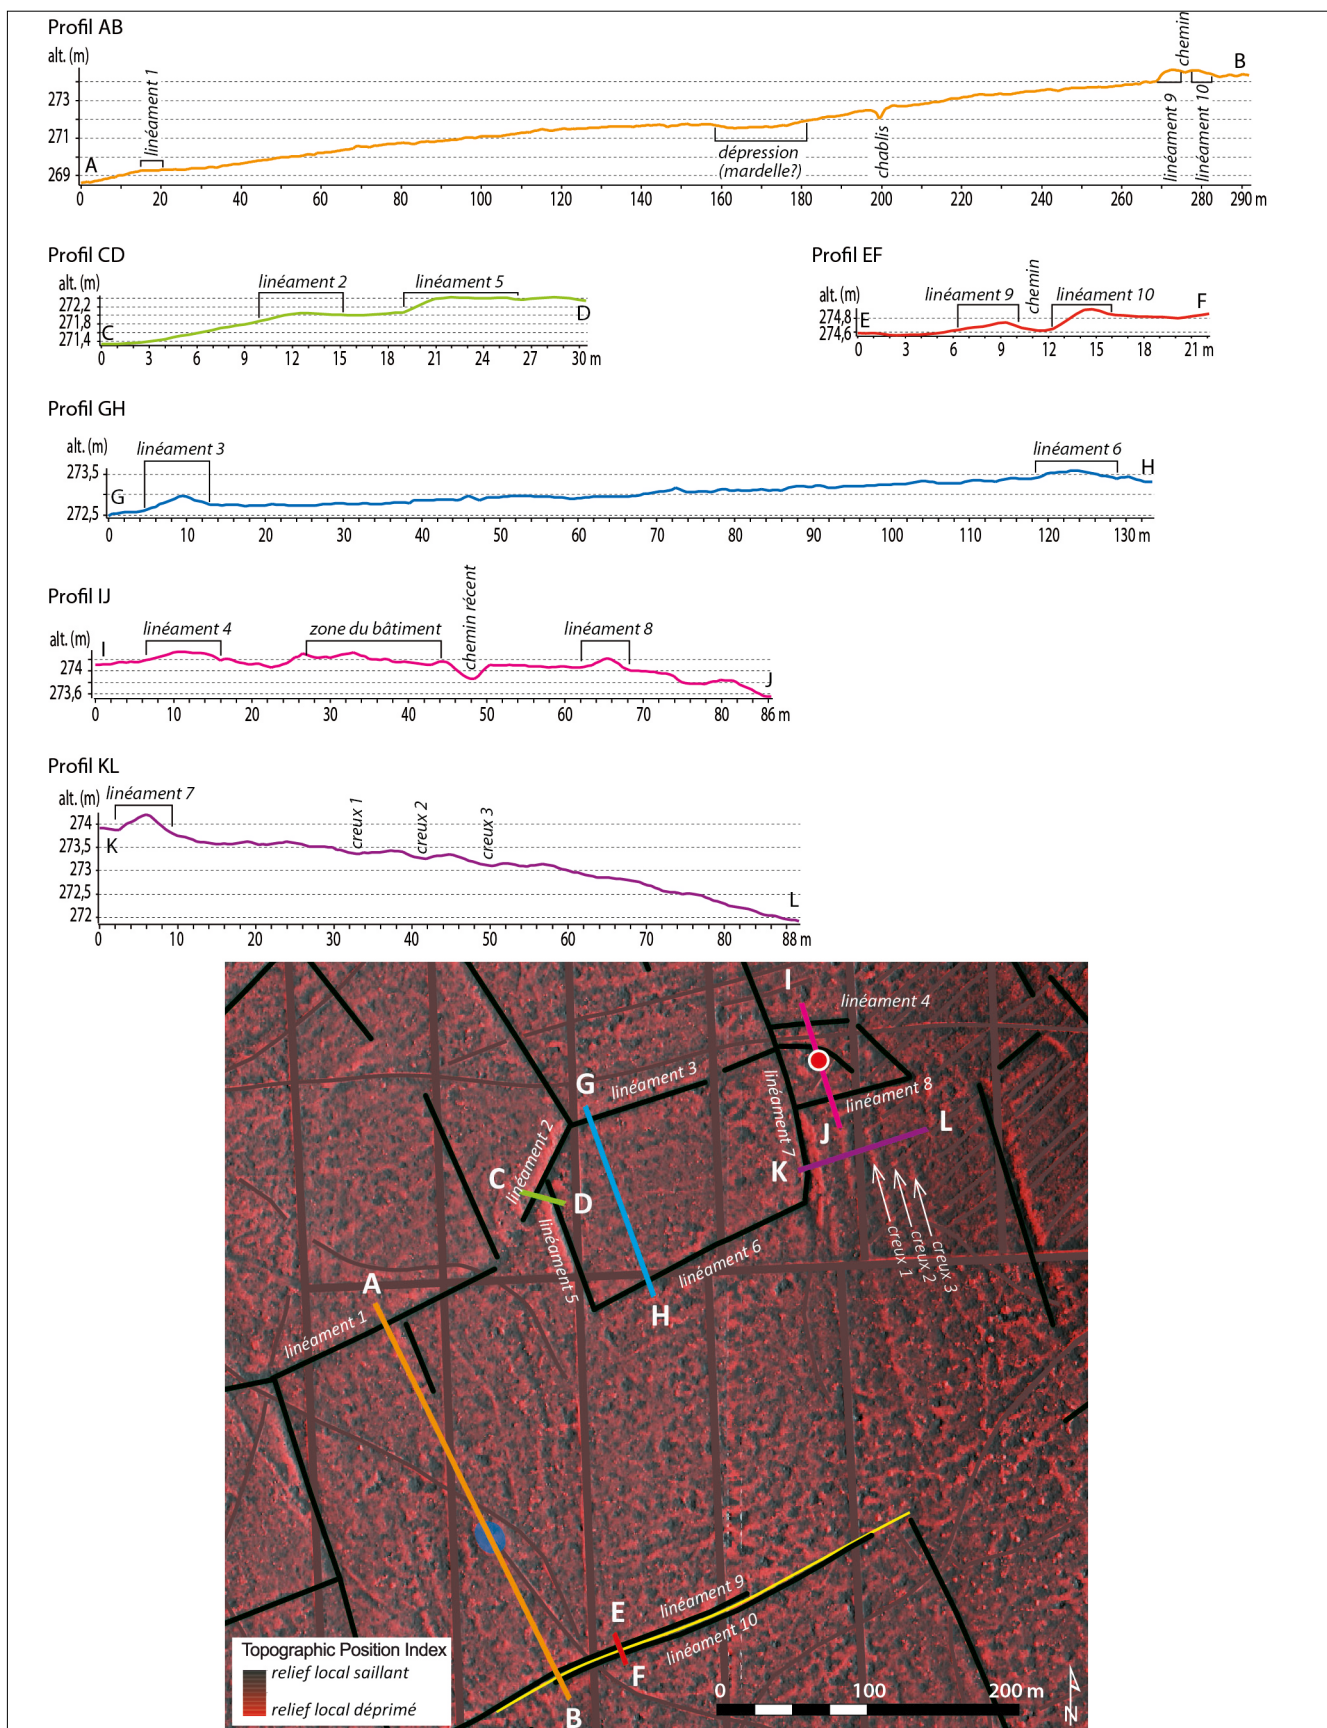 Profil AB
alt. (m)
273
271
269
A
linéament 1
dépression
(mardelle?)
chablis
linéament 9
chemin
linéament 10
B
0 20 40 60 80 100 120 140 160 180 200 220 240 260 280 290 m
Profil CD
alt. (m)
272,2
271,8
271,4
C
linéament 2
linéament 5
D
0 3 6 9 12 15 18 21 24 27 30 m
Profil EF
alt. (m)
274,8
274,6
E
linéament 9
chemin
linéament 10
F
0 3 6 9 12 15 18 21 m
Profil GH
alt. (m)
273,5
272,5
G
linéament 3
linéament 6
H
0 10 20 30 40 50 60 70 80 90 100 110 120 130 m
Profil IJ
alt. (m)
274
273,6
I
linéament 4
zone du bâtiment
chemin récent
linéament 8
J
0 10 20 30 40 50 60 70 80 86 m
Profil KL
alt. (m)
274
273,5
273
272,5
272
K
linéament 7
creux 1
creux 2
creux 3
L
0 10 20 30 40 50 60 70 80 88 m
I
linéament 4
G
linéament 3
linéament 7
linéament 8
J
L
K
linéament 2
C
D
linéament 5
linéament 6
H
creux 1
creux 2
creux 3
A
linéament 1
E
linéament 9
linéament 10
F
B
Topographic Position Index
relief local saillant
relief local déprimé
0 100 200 m
N